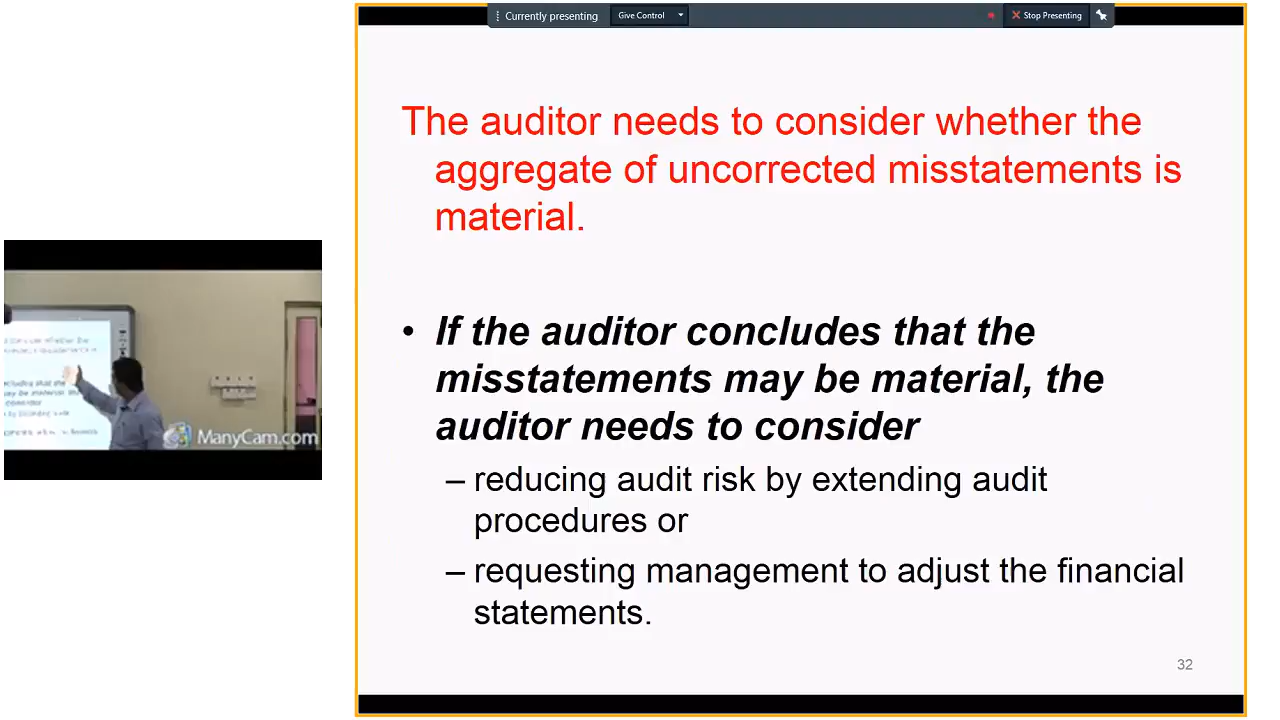 Currently presenting
Give Control
Stop Presenting
The auditor needs to consider whether the
aggregate of uncorrected misstatements is
material.
• If the auditor concludes that the
misstatements may be material, the
auditor needs to consider
– reducing audit risk by extending audit
procedures or
– requesting management to adjust the financial
statements.
32
ManyCam.com